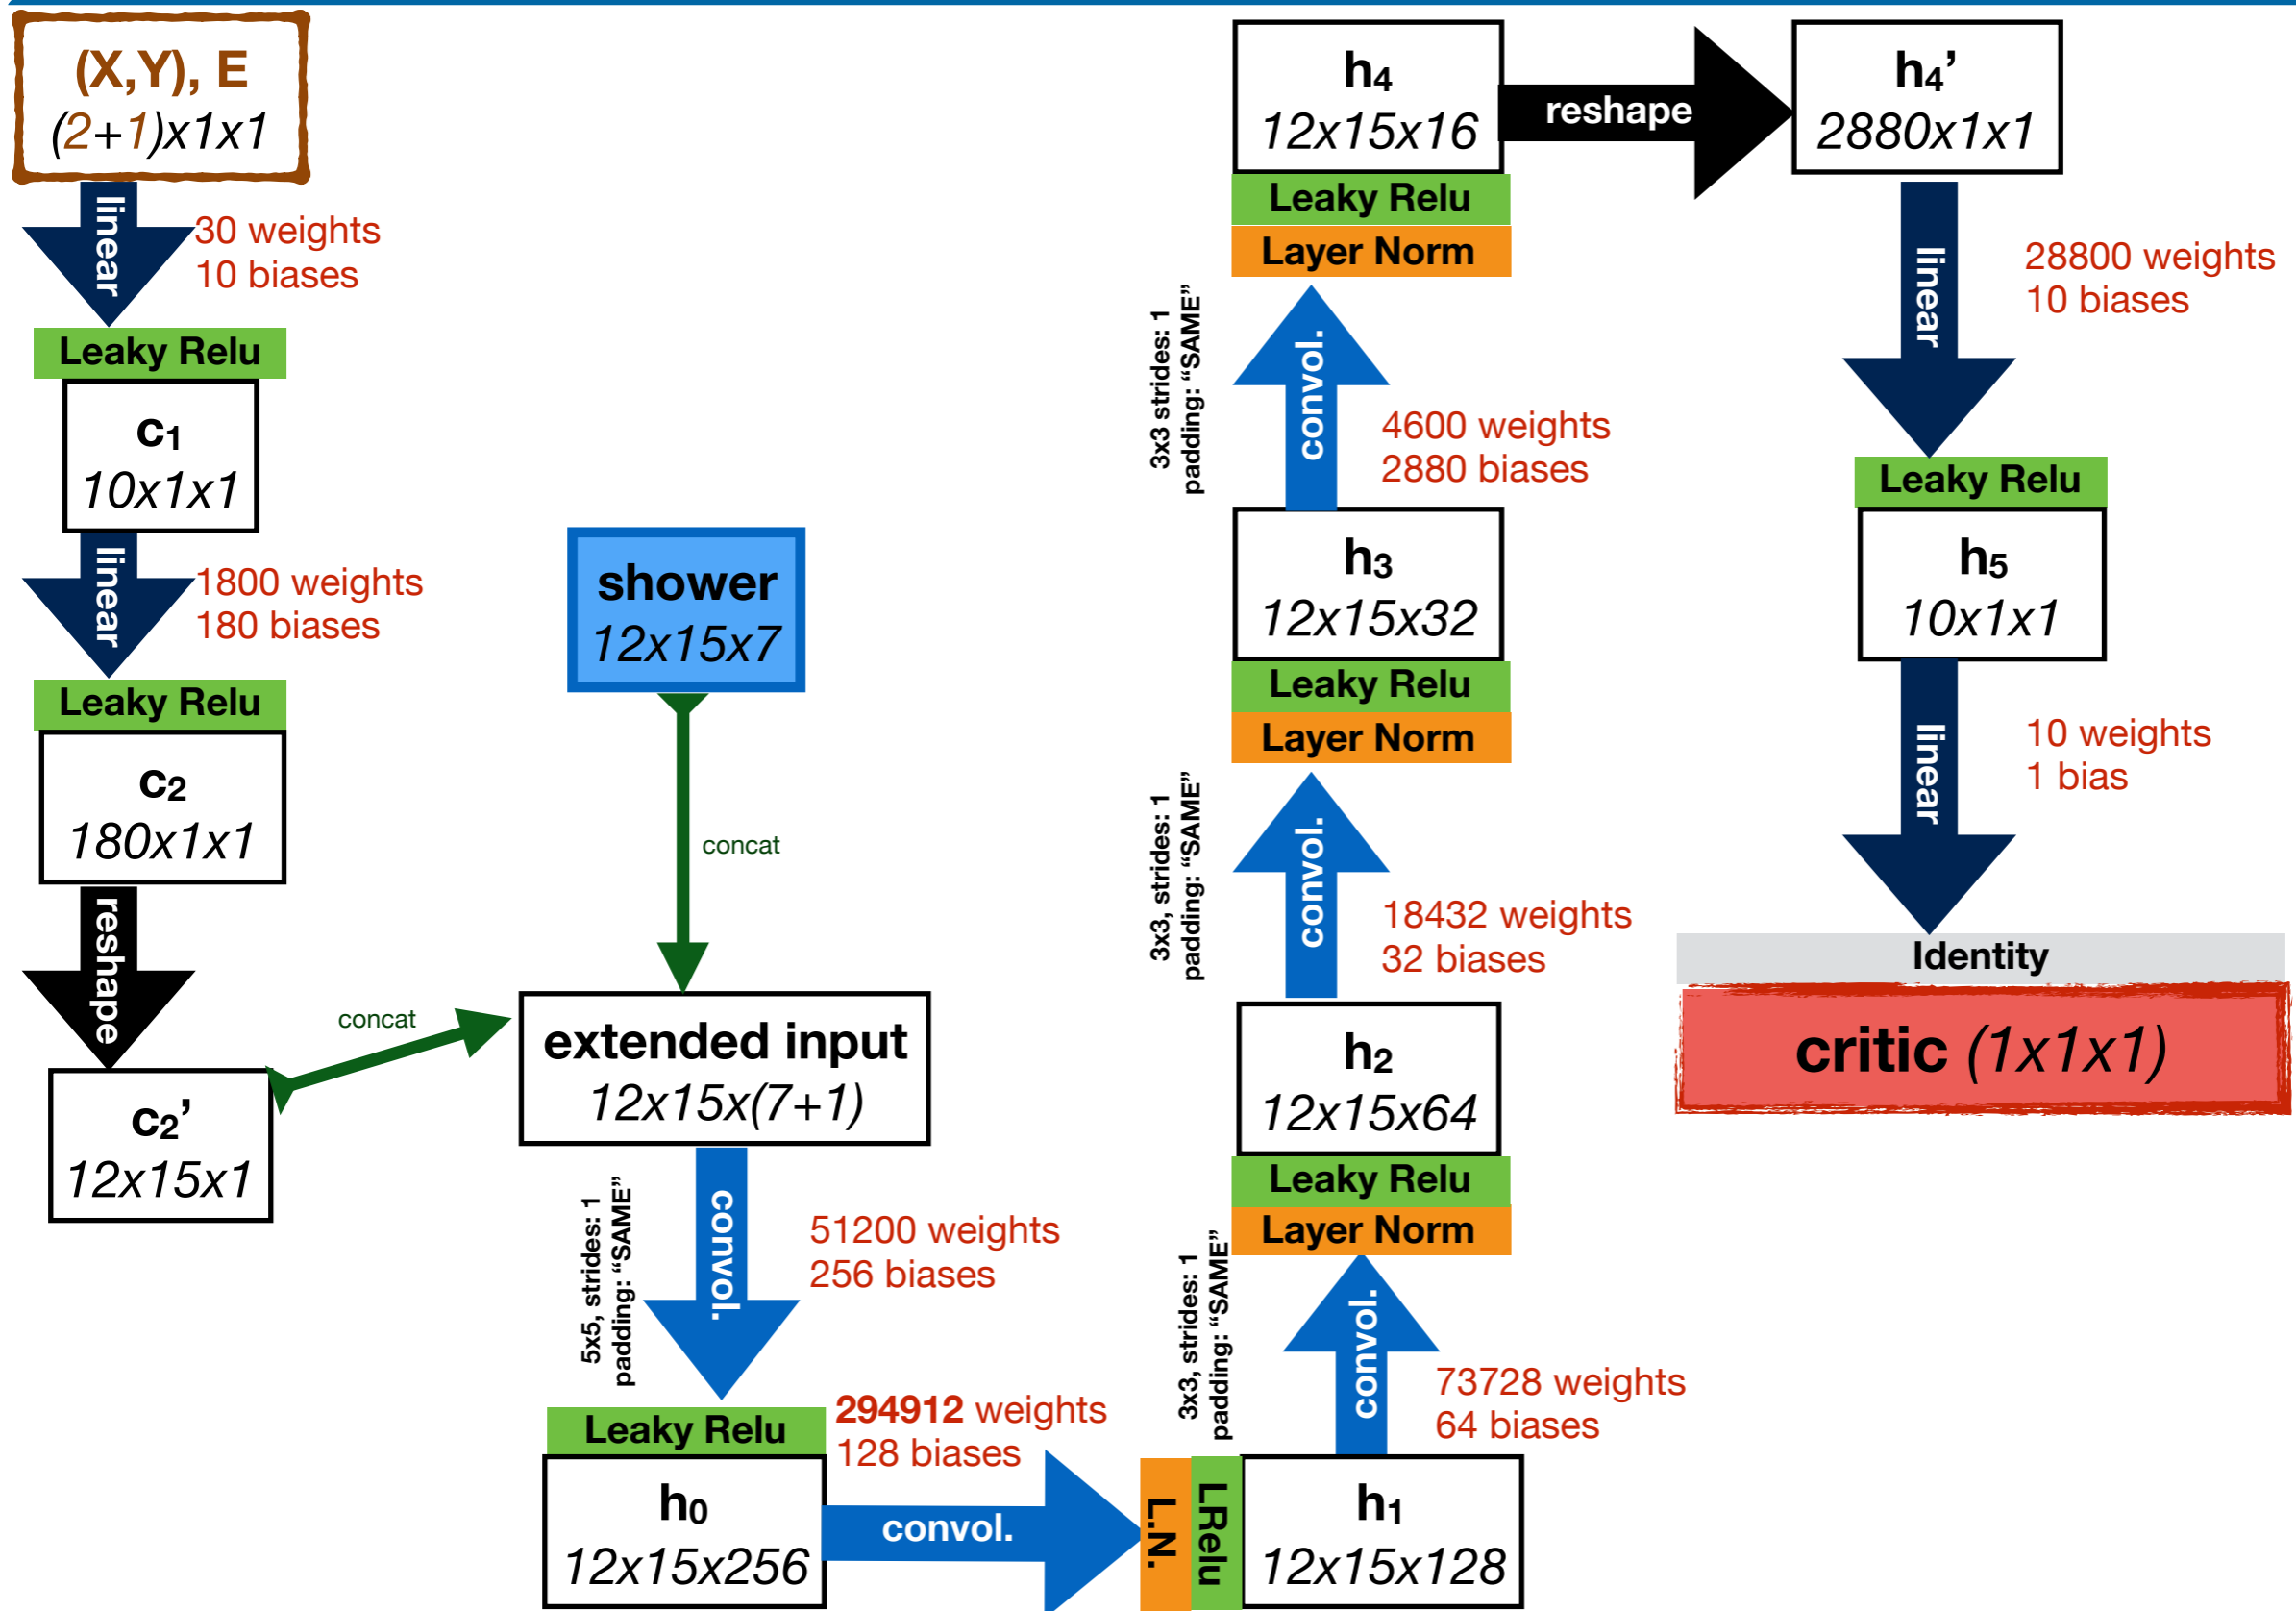 (X,Y), E
(2+1)x1x1
linear
30 weights
10 biases
Leaky Relu
c₁
10x1x1
linear
1800 weights
180 biases
Leaky Relu
c₂
180x1x1
reshape
c₂’
12x15x1
concat
shower
12x15x7
concat
extended input
12x15x(7+1)
5x5, strides: 1
padding: “SAME”
convol.
51200 weights
256 biases
Leaky Relu
h₀
12x15x256
294912 weights
128 biases
convol.
L.N.
LRelu
h₁
12x15x128
3x3, strides: 1
padding: “SAME”
convol.
73728 weights
64 biases
Layer Norm
Leaky Relu
h₂
12x15x64
3x3, strides: 1
padding: “SAME”
convol.
18432 weights
32 biases
Layer Norm
Leaky Relu
h₃
12x15x32
3x3 strides: 1
padding: “SAME”
convol.
4600 weights
2880 biases
Layer Norm
Leaky Relu
h₄
12x15x16
reshape
h₄’
2880x1x1
linear
28800 weights
10 biases
Leaky Relu
h₅
10x1x1
linear
10 weights
1 bias
Identity
critic (1x1x1)